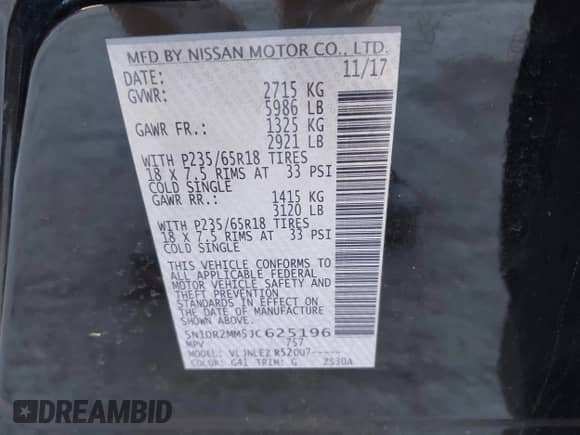 MFD BY NISSAN MOTOR CO., LTD.
DATE: 11/17
GVWR: 2715 KG
5986 LB
GAWR FR.: 1325 KG
2921 LB
WITH P235/65R18 TIRES
18 X 7.5 RIMS AT 33 PSI
COLD SINGLE
GAWR RR.: 1415 KG
3120 LB
WITH P235/65R18 TIRES
18 X 7.5 RIMS AT 33 PSI
COLD SINGLE
THIS VEHICLE CONFORMS TO
ALL APPLICABLE FEDERAL
MOTOR VEHICLE SAFETY AND
THEFT PREVENTION
STANDARDS IN EFFECT ON
THE DATE OF MANUFACTURE
SHOWN ABOVE
5N1DR2MM5JC625196
MPV 757
MODEL: VLJNLEZ R52UU7-----
COLOR: G41 TRIM: G 2530A
DREAMBID